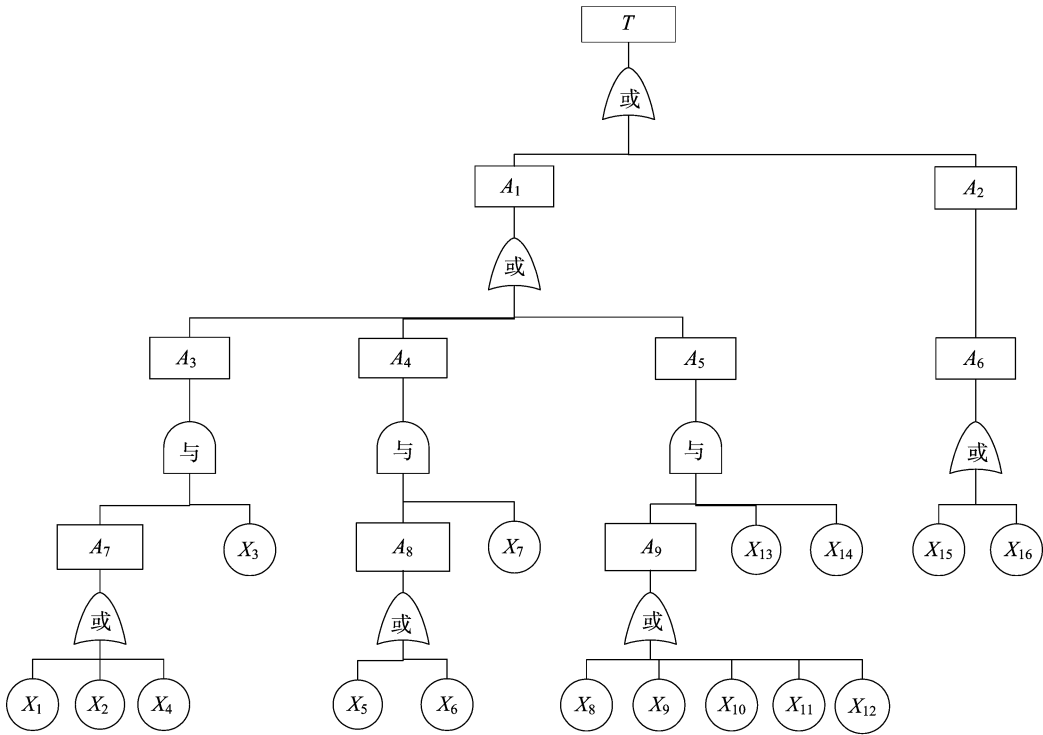 T
或
A₁ A₂
或
A₃ A₄ A₅ A₆
与 与 与 或
A₇ X₃ A₈ X₇ A₉ X₁₃ X₁₄ X₁₅ X₁₆
或 或 或
X₁ X₂ X₄ X₅ X₆ X₈ X₉ X₁₀ X₁₁ X₁₂